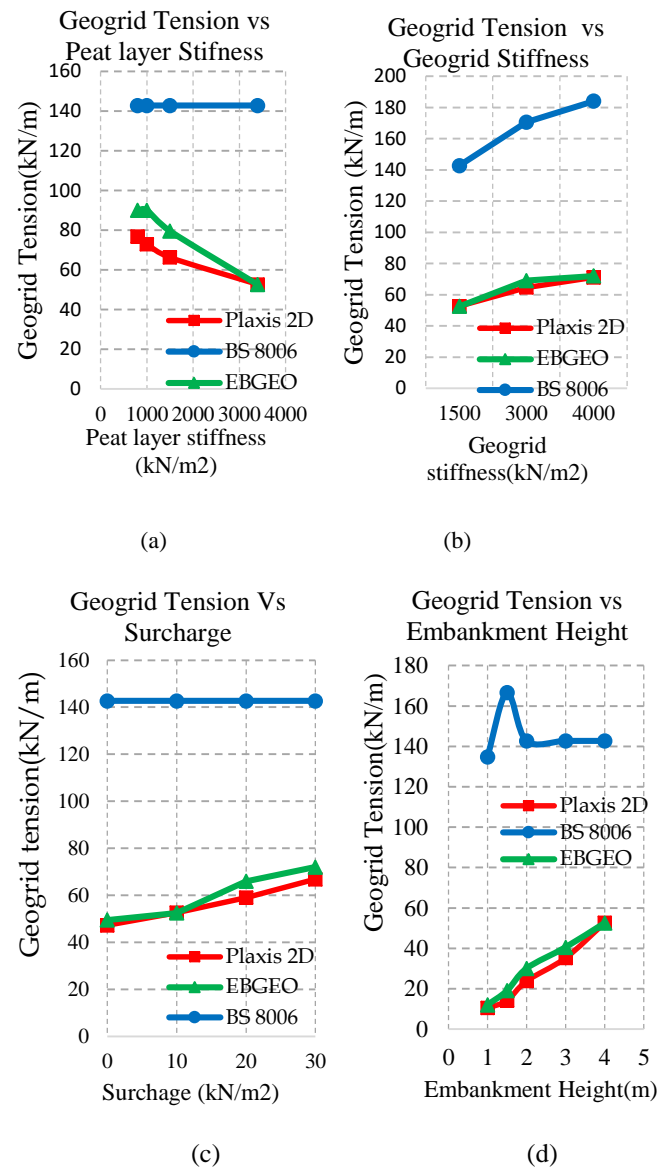 Geogrid Tension vs
Peat layer Stifness
Geogrid Tension(kN/m)
160
140
120
100
80
60
40
20
0
Plaxis 2D
BS 8006
EBGEO
0 1000 2000 3000 4000
Peat layer stiffness
(kN/m2)
(a)
Geogrid Tension vs
Geogrid Stiffness
Geogrid Tension (kN/m)
200
180
160
140
120
100
80
60
40
20
0
Plaxis 2D
EBGEO
BS 8006
1500 3000 4000
Geogrid
stiffness(kN/m2)
(b)
Geogrid Tension Vs
Surcharge
Geogrid tension(kN/m)
160
140
120
100
80
60
40
20
0
Plaxis 2D
EBGEO
BS 8006
0 10 20 30
Surchage (kN/m2)
(c)
Geogrid Tension vs
Embankment Height
Geogrid Tension(kN/m)
180
160
140
120
100
80
60
40
20
0
Plaxis 2D
BS 8006
EBGEO
0 1 2 3 4 5
Embankment Height(m)
(d)